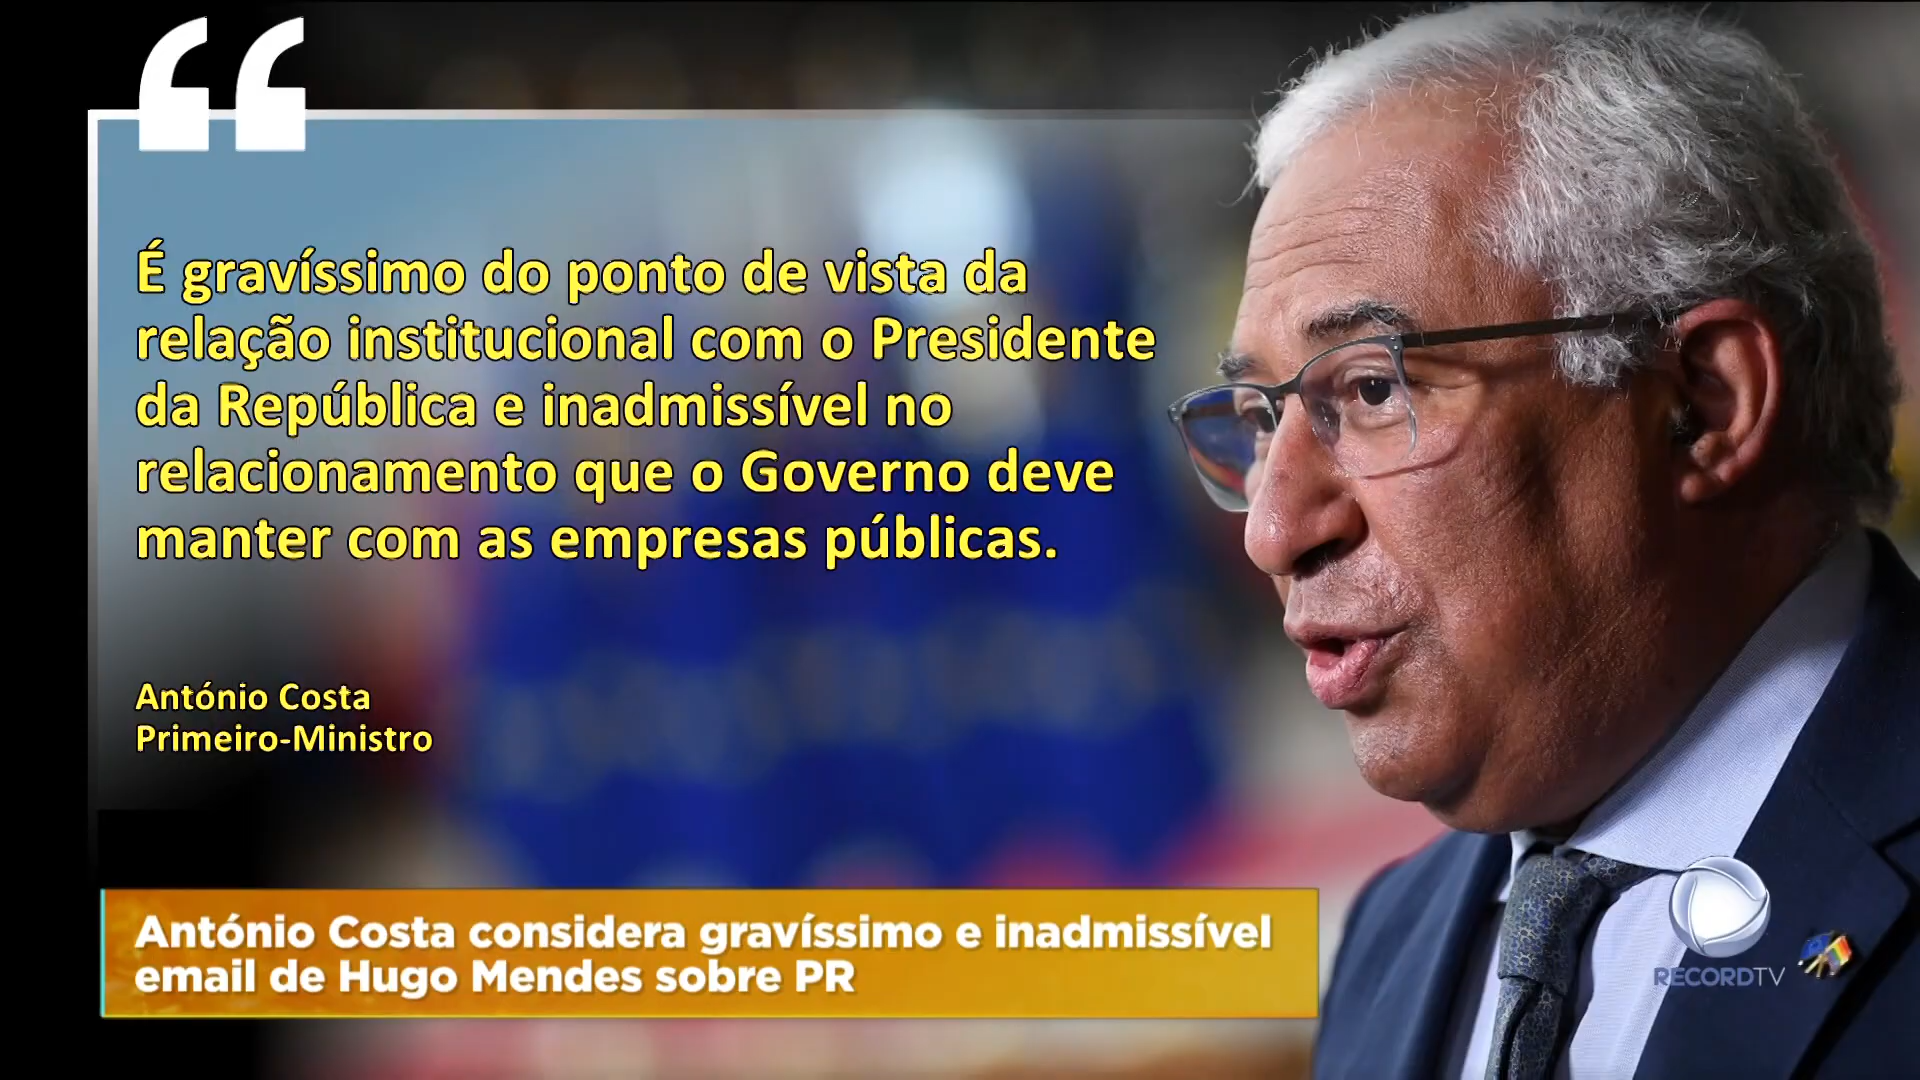 É gravíssimo do ponto de vista da
relação institucional com o Presidente
da República e inadmissível no
relacionamento que o Governo deve
manter com as empresas públicas.
António Costa
Primeiro-Ministro
António Costa considera gravíssimo e inadmissível
email de Hugo Mendes sobre PR
RECORDTV